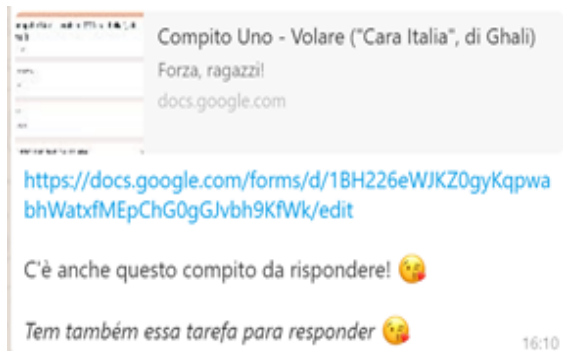 Compito Uno - Volare ("Cara Italia", di Ghali)
Forza, ragazzi!
docs.google.com
https://docs.google.com/forms/d/1BH226eWJKZ0gyKqpwa
bhWatxfMEpChG0gGJvbh9KfWk/edit
C'è anche questo compito da rispondere! 😘
Tem também essa tarefa para responder 😘
16:10